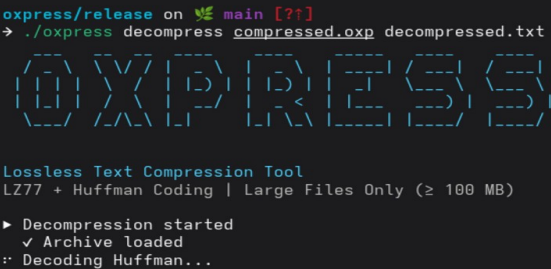 oxpress/release on 🌿 main [?↑]
→ ./oxpress decompress compressed.oxp decompressed.txt
OXPRESS
Lossless Text Compression Tool
LZ77 + Huffman Coding | Large Files Only (≥ 100 MB)
▶ Decompression started
✓ Archive loaded
⠖ Decoding Huffman...